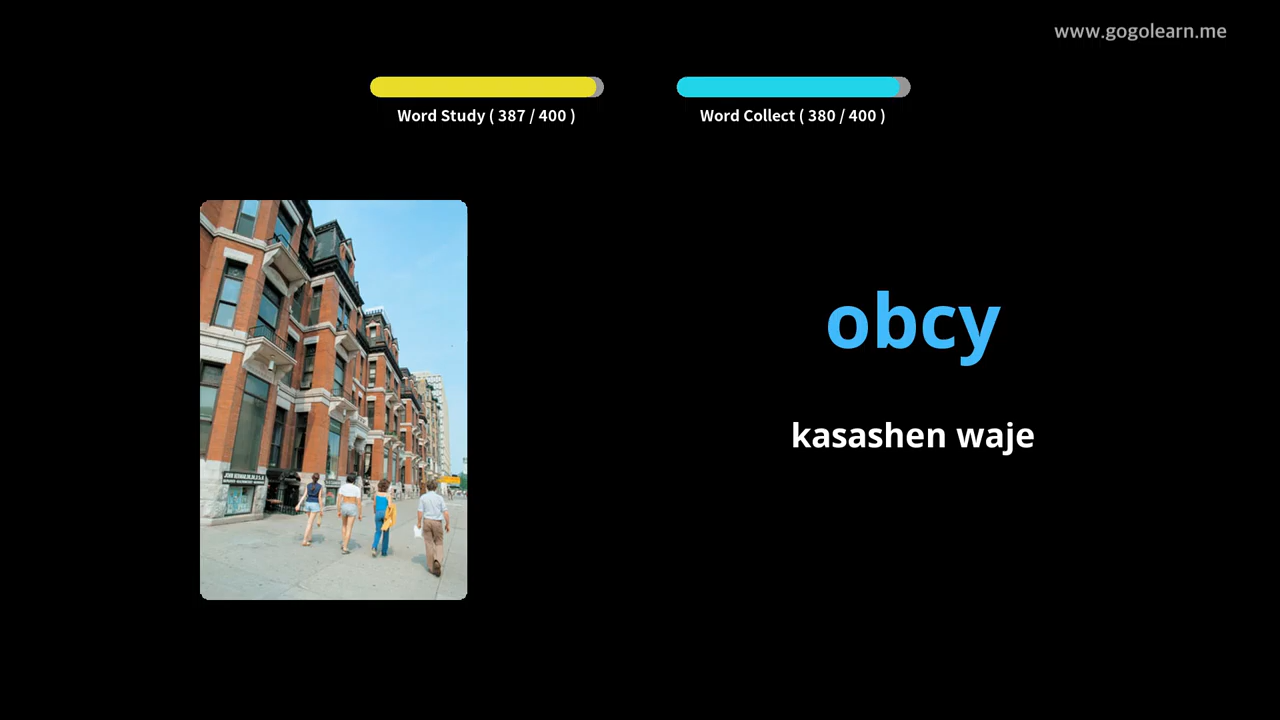 www.gogolearn.me
Word Study ( 387 / 400 )
Word Collect ( 380 / 400 )
obcy
kasashen waje